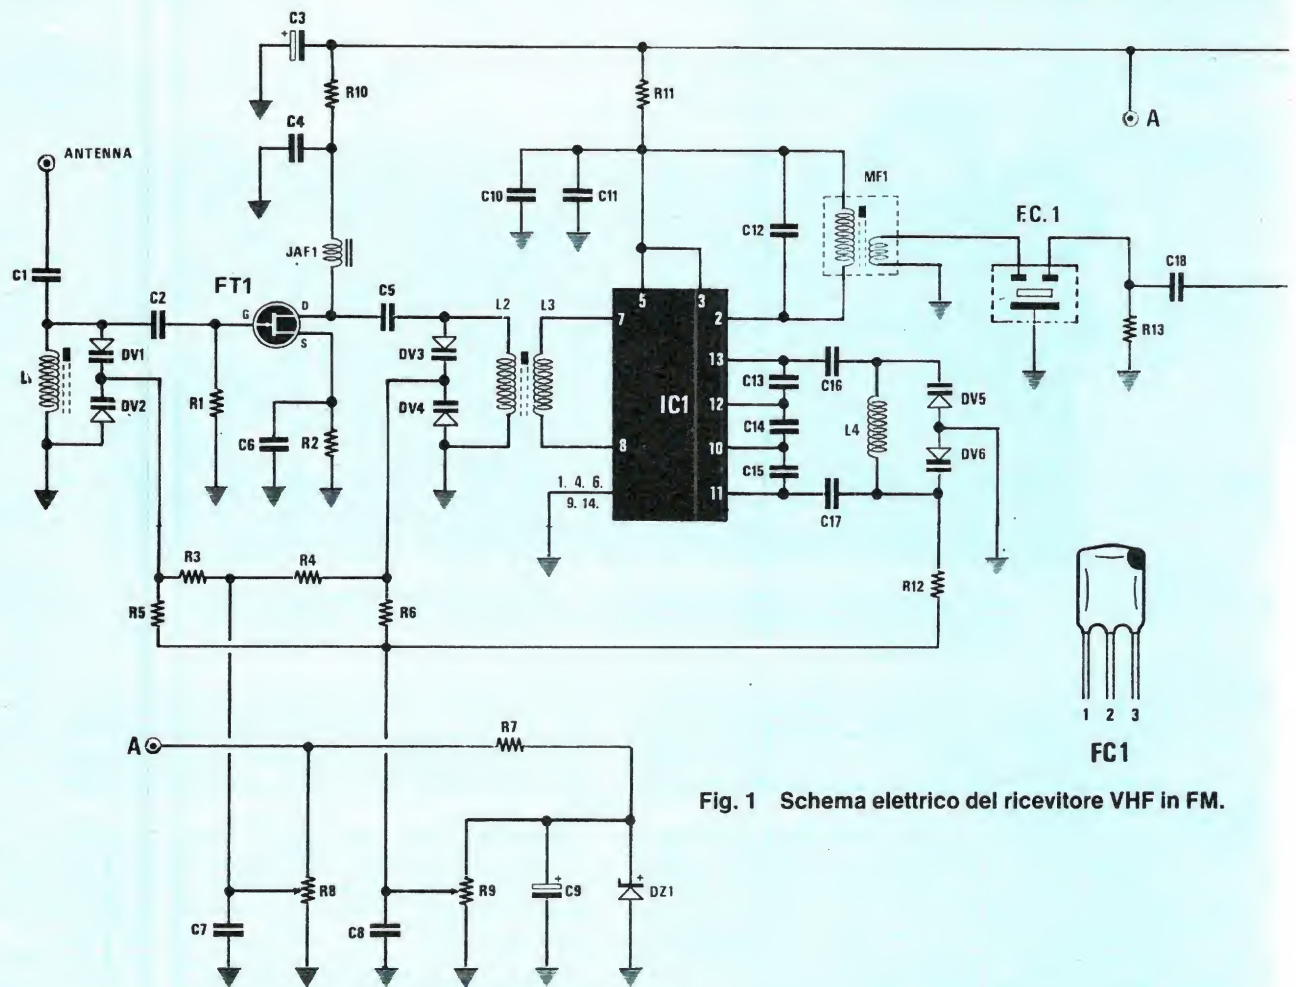 C3
+
R10
R11
C4
A
ANTENNA
MF1
C10
C11
C12
F.C.1
JAF1
C1
FT1
C2
C5
L2
L3
C18
D
G
S
5
3
7
2
R13
DV1
DV3
13
L1
C13
C16
DV5
DV2
R1
DV4
IC1
12
C6
R2
C14
L4
8
10
DV6
C15
1. 4. 6.
11
9. 14.
C17
R3
R4
R5
R6
R12
1 2 3
R7
A
FC1
Fig. 1 Schema elettrico del ricevitore VHF in FM.
R8
R9
+
C9
+
DZ1
C7
C8